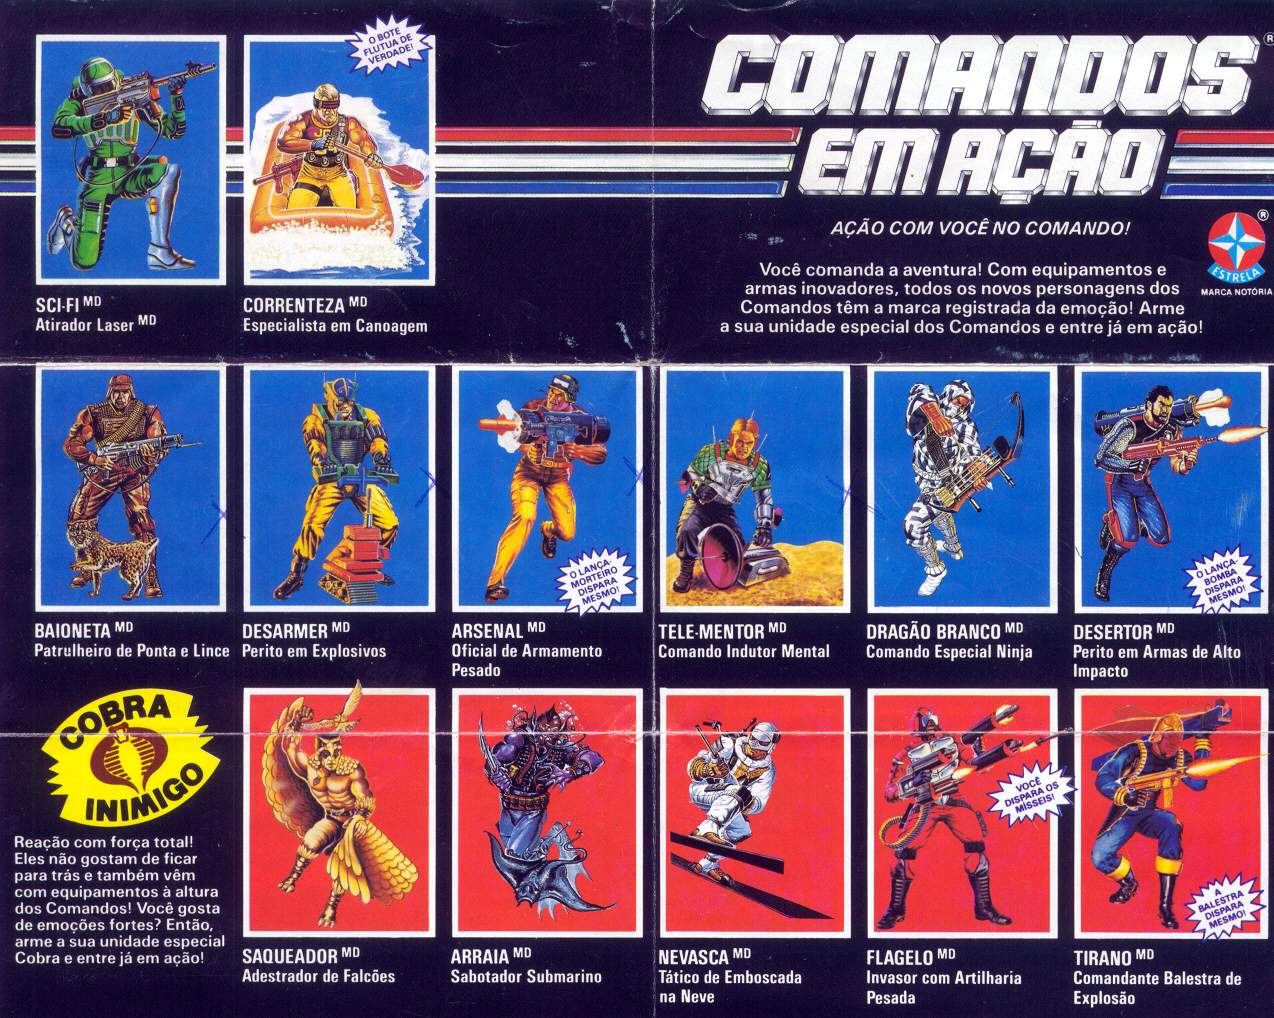 COMANDOS ®
EM AÇÃO
AÇÃO COM VOCÊ NO COMANDO!
Você comanda a aventura! Com equipamentos e
armas inovadores, todos os novos personagens dos
Comandos têm a marca registrada da emoção! Arme
a sua unidade especial dos Comandos e entre já em ação!
®
ESTRELA
MARCA NOTÓRIA
SCI-FI MD
Atirador Laser MD
O BOTE
FLUTUA DE
VERDADE!
CORRENTEZA MD
Especialista em Canoagem
BAIONETA MD
Patrulheiro de Ponta e Lince
DESARMER MD
Perito em Explosivos
O LANÇA-
MORTEIRO
DISPARA
MESMO!
ARSENAL MD
Oficial de Armamento
Pesado
TELE-MENTOR MD
Comando Indutor Mental
DRAGÃO BRANCO MD
Comando Especial Ninja
O LANÇA-
BOMBA
DISPARA
MESMO!
DESERTOR MD
Perito em Armas de Alto
Impacto
COBRA
INIMIGO
Reação com força total!
Eles não gostam de ficar
para trás e também vêm
com equipamentos à altura
dos Comandos! Você gosta
de emoções fortes? Então,
arme a sua unidade especial
Cobra e entre já em ação!
SAQUEADOR MD
Adestrador de Falcões
ARRAIA MD
Sabotador Submarino
NEVASCA MD
Tático de Emboscada
na Neve
VOCÊ
DISPARA OS
MÍSSEIS!
FLAGELO MD
Invasor com Artilharia
Pesada
A
BALESTRA
DISPARA
MESMO!
TIRANO MD
Comandante Balestra de
Explosão